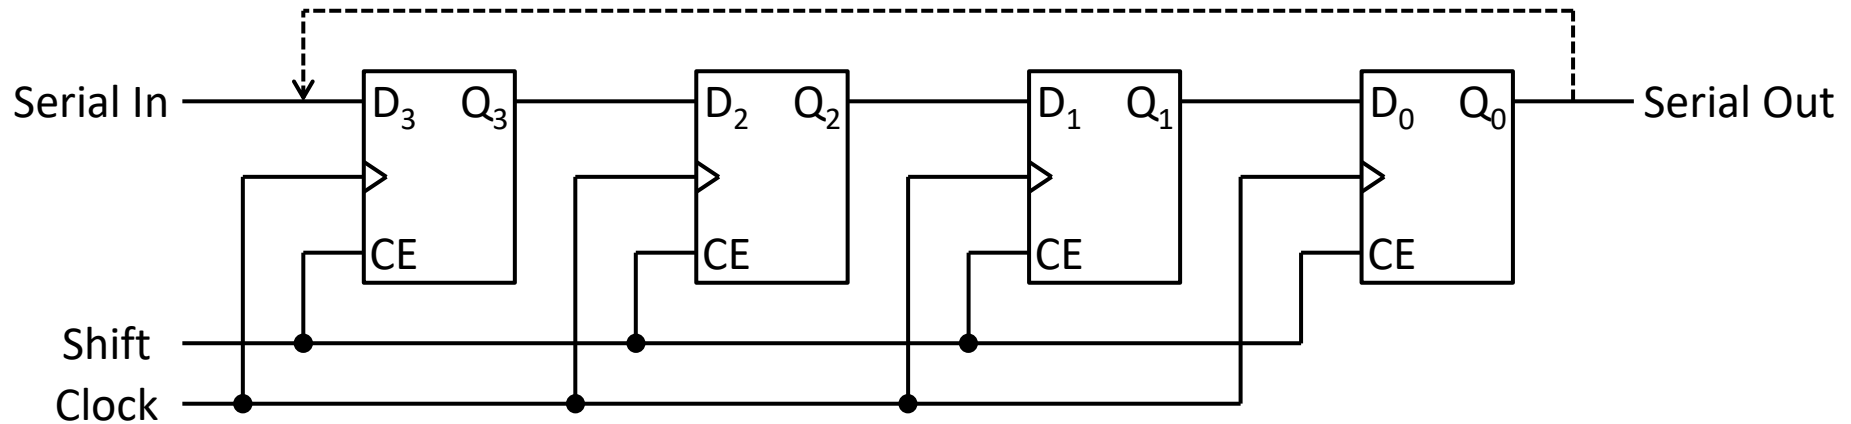 Serial In D₃ Q₃ D₂ Q₂ D₁ Q₁ D₀ Q₀ Serial Out
CE CE CE CE
Shift
Clock